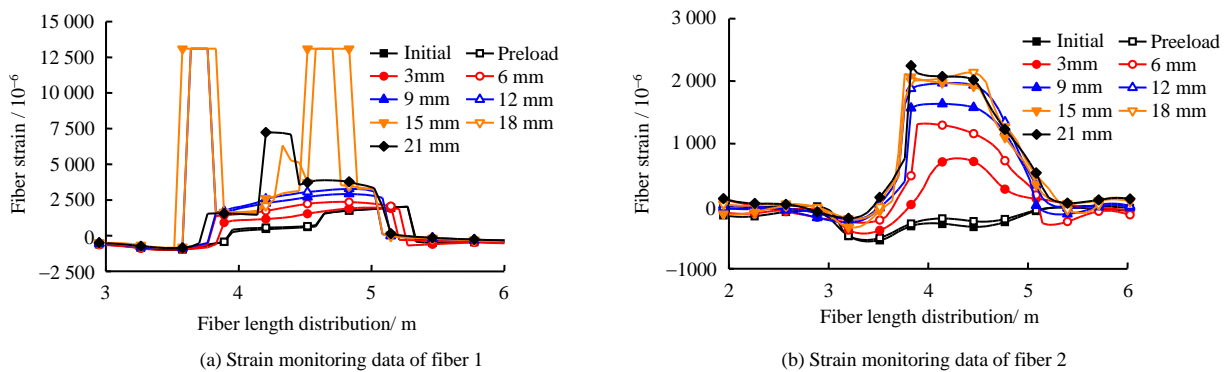 15 000
12 500
10 000
7 500
5 000
2 500
0
−2 500
Fiber strain / 10⁻⁶
Initial
Preload
3mm
6 mm
9 mm
12 mm
15 mm
18 mm
21 mm
3
4
5
6
Fiber length distribution/ m
(a) Strain monitoring data of fiber 1
3 000
2 000
1 000
0
−1000
Fiber strain / 10⁻⁶
Initial
Preeload
3mm
6 mm
9 mm
12 mm
15 mm
18 mm
21 mm
2
3
4
5
6
Fiber length distribution/ m
(b) Strain monitoring data of fiber 2